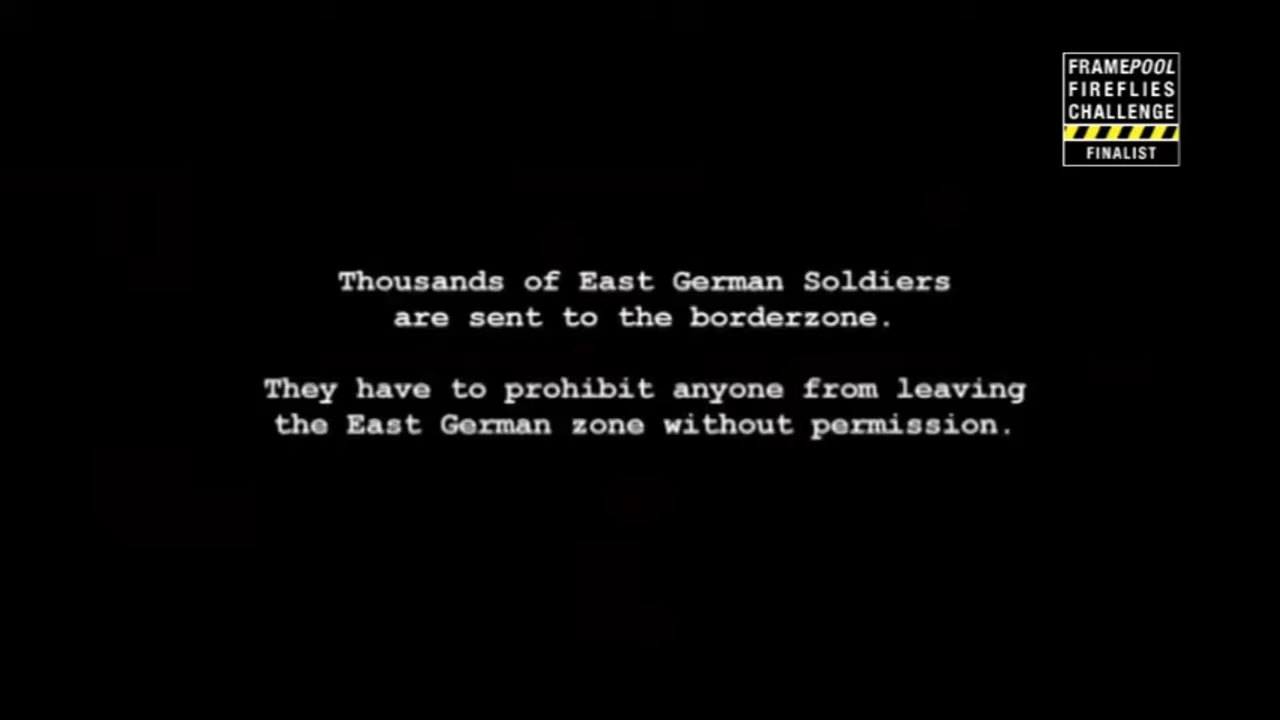 FRAMEPOOL
FIREFLIES
CHALLENGE
FINALIST
Thousands of East German Soldiers
are sent to the borderzone.
They have to prohibit anyone from leaving
the East German zone without permission.